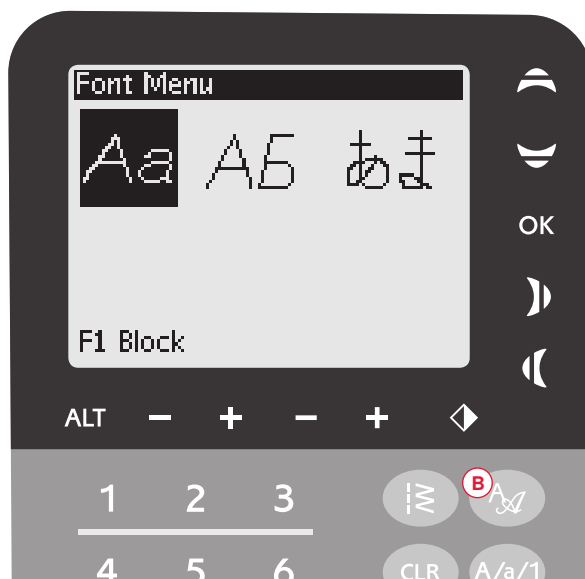 Font Menu
Aa АБ あま
OK
F1 Block
ALT − + − +
1 2 3
B
A A
4 5 6 CLR A/a/1